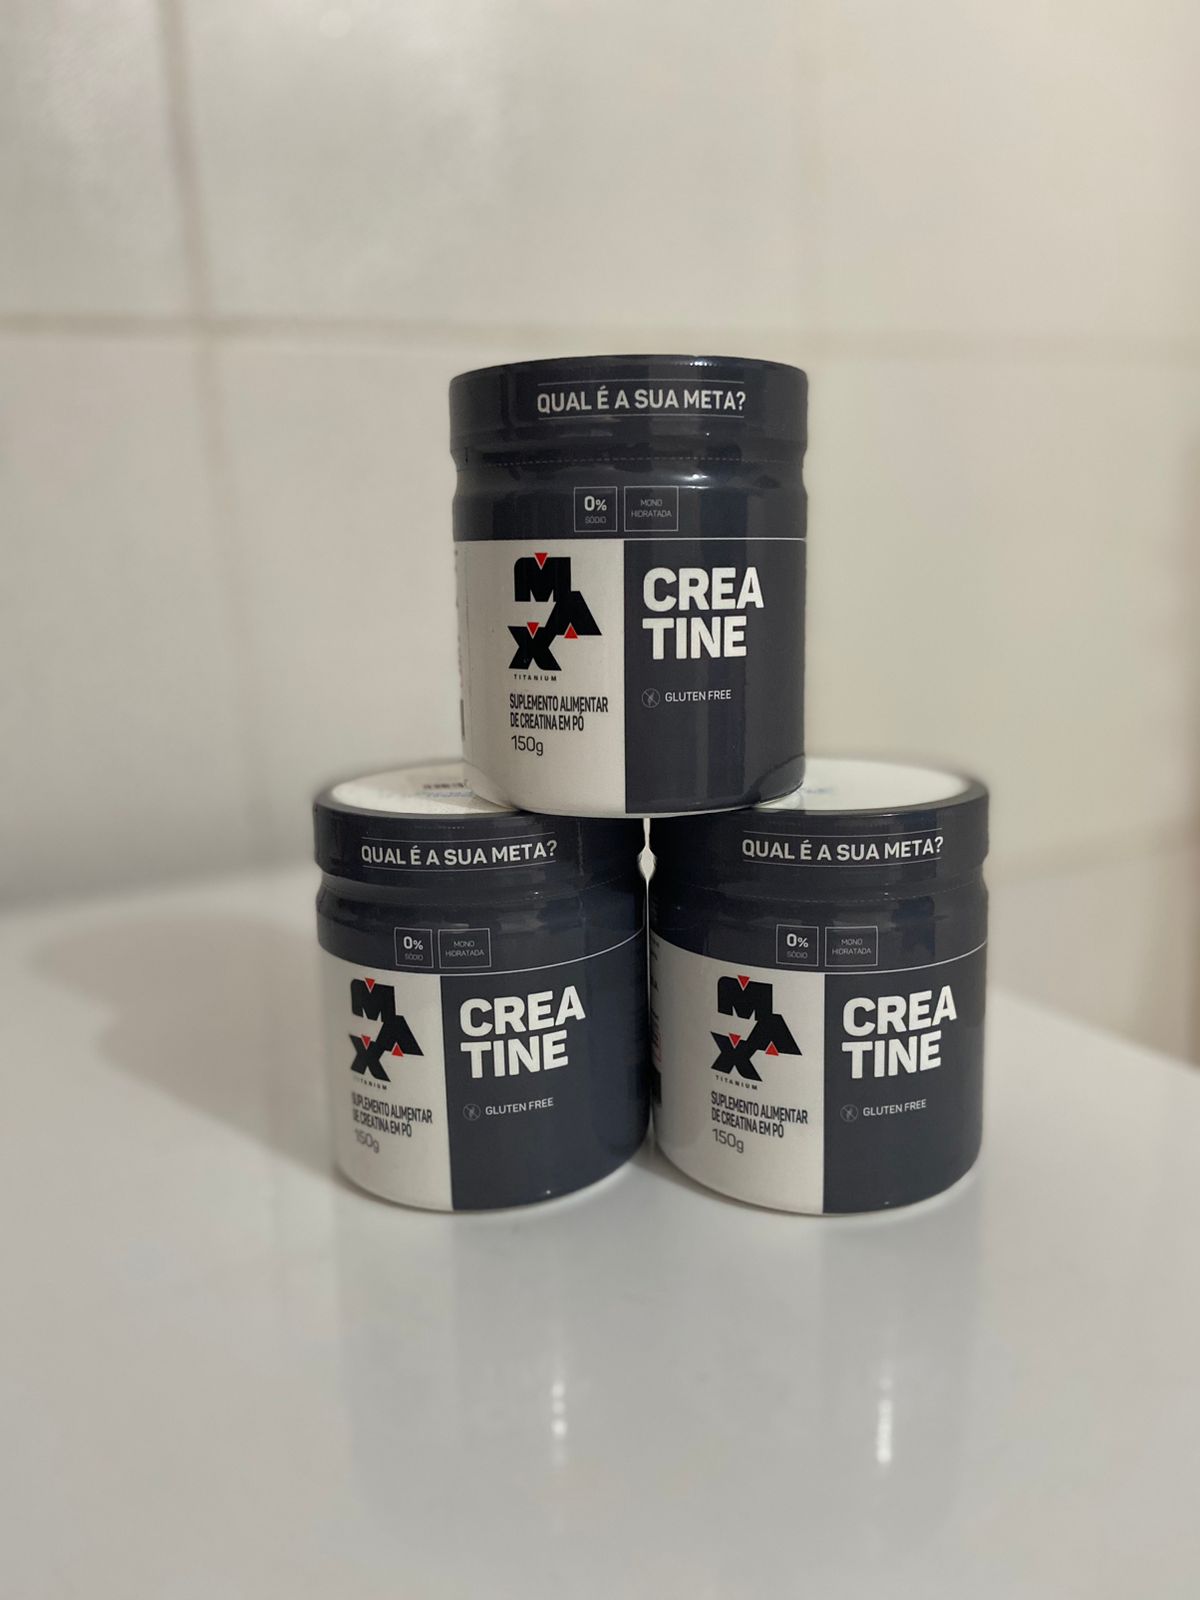 QUAL É A SUA META?
0%
SÓDIO
MONO
HIDRATADA
MAX
TITANIUM
CREA
TINE
GLUTEN FREE
SUPLEMENTO ALIMENTAR
DE CREATINA EM PÓ
150g
QUAL É A SUA META?
0%
SÓDIO
MONO
HIDRATADA
MAX
TITANIUM
CREA
TINE
GLUTEN FREE
SUPLEMENTO ALIMENTAR
DE CREATINA EM PÓ
150g
QUAL É A SUA META?
0%
SÓDIO
MONO
HIDRATADA
MAX
TITANIUM
CREA
TINE
GLUTEN FREE
SUPLEMENTO ALIMENTAR
DE CREATINA EM PÓ
150g